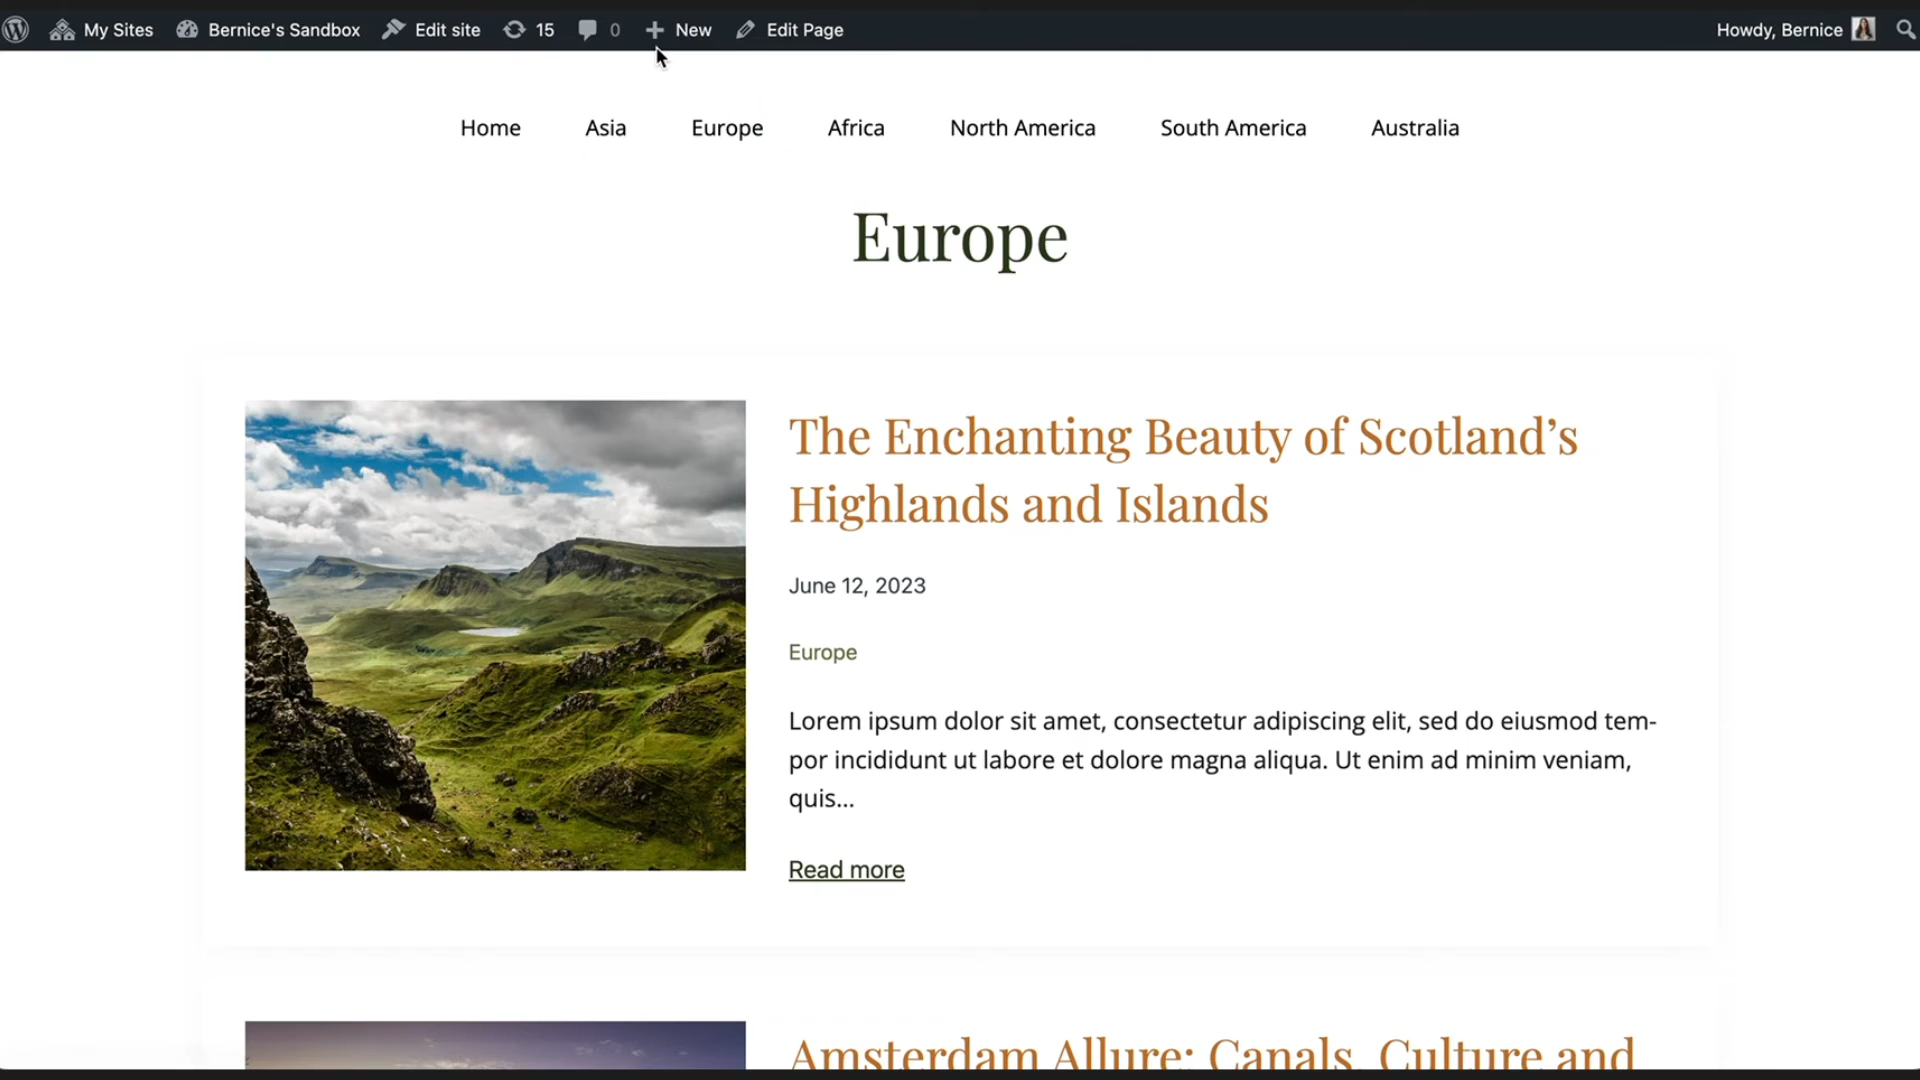 My Sites Bernice's Sandbox Edit site 15 0 New Edit Page Howdy, Bernice
Home Asia Europe Africa North America South America Australia
Europe
The Enchanting Beauty of Scotland’s
Highlands and Islands
June 12, 2023
Europe
Lorem ipsum dolor sit amet, consectetur adipiscing elit, sed do eiusmod tem-
por incididunt ut labore et dolore magna aliqua. Ut enim ad minim veniam,
quis…
Read more
Amsterdam Allure: Canals, Culture and